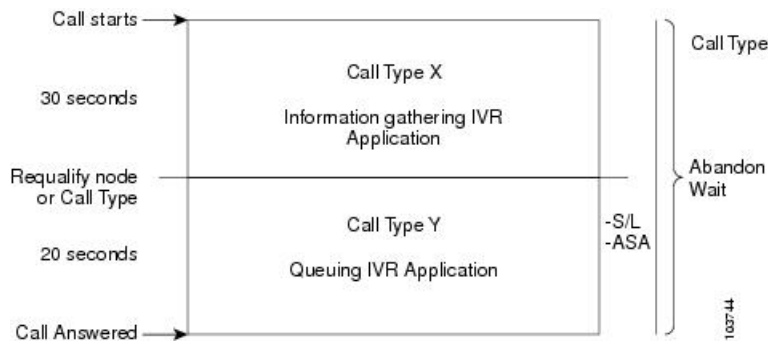 Call starts
30 seconds
Requalify node
or Call Type
20 seconds
Call Answered
Call Type X
Information gathering IVR
Application
Call Type Y
Queuing IVR Application
-S/L
-ASA
Call Type
Abandon
Wait
103744